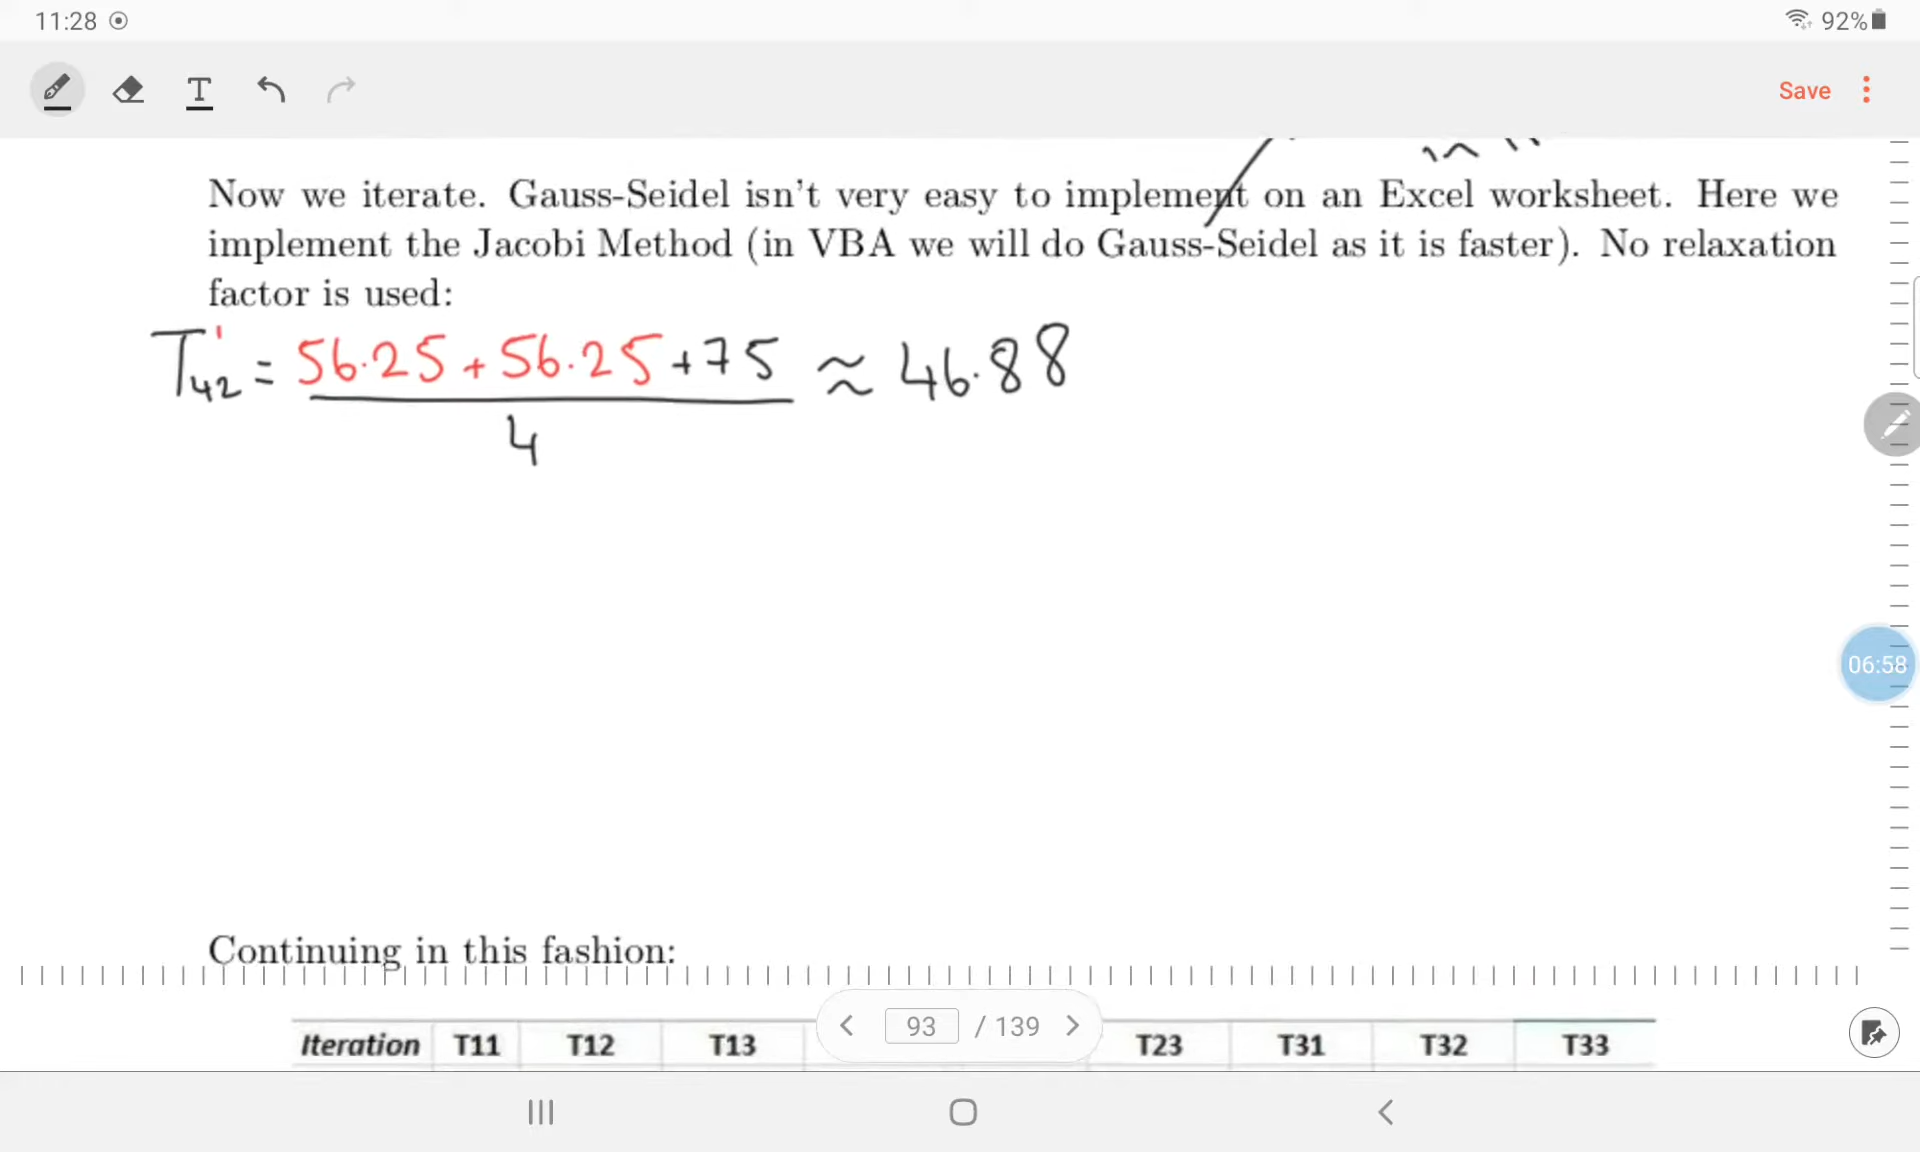 11:28
92%
T
Save
Now we iterate. Gauss-Seidel isn't very easy to implement on an Excel worksheet. Here we
implement the Jacobi Method (in VBA we will do Gauss-Seidel as it is faster). No relaxation
factor is used:
T₄₂¹ = 56.25 + 56.25 + 75 ≈ 46.88
4
06:58
Continuing in this fashion:
93 / 139
Iteration T11 T12 T13 T23 T31 T32 T33